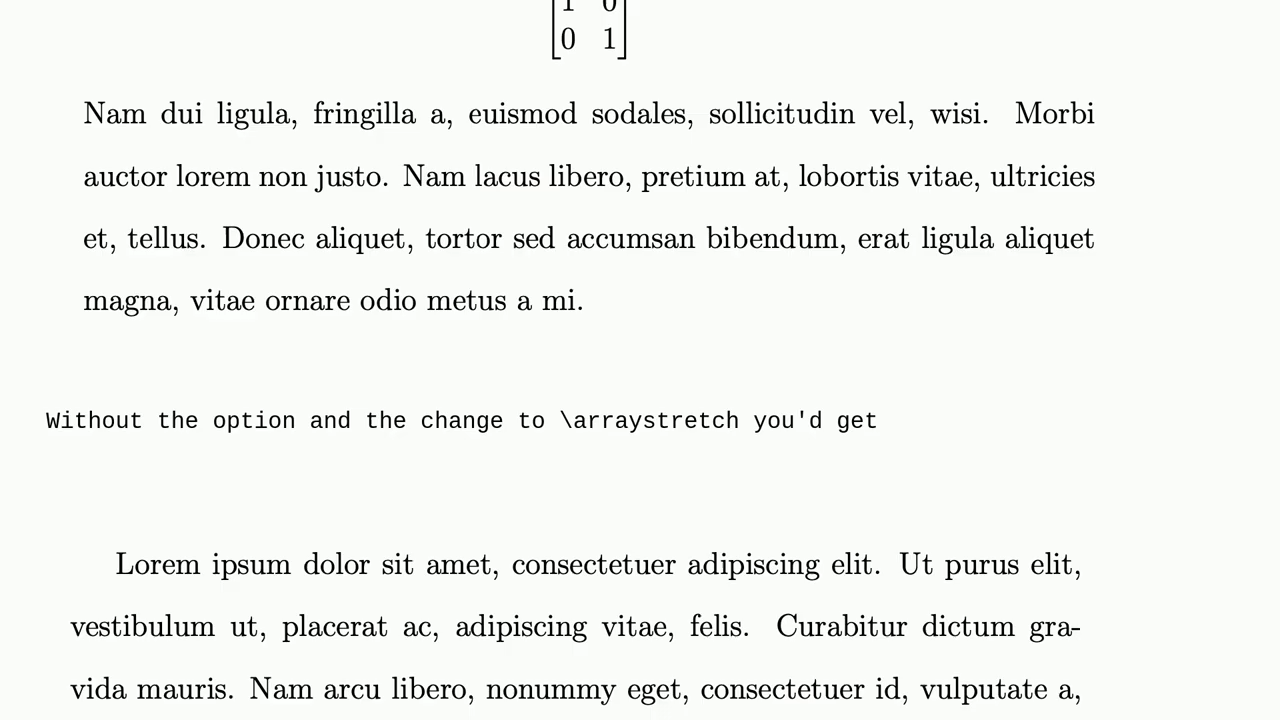 1 0
0 1
Nam dui ligula, fringilla a, euismod sodales, sollicitudin vel, wisi. Morbi
auctor lorem non justo. Nam lacus libero, pretium at, lobortis vitae, ultricies
et, tellus. Donec aliquet, tortor sed accumsan bibendum, erat ligula aliquet
magna, vitae ornare odio metus a mi.
Without the option and the change to \arraystretch you'd get
Lorem ipsum dolor sit amet, consectetuer adipiscing elit. Ut purus elit,
vestibulum ut, placerat ac, adipiscing vitae, felis. Curabitur dictum gra-
vida mauris. Nam arcu libero, nonummy eget, consectetuer id, vulputate a,